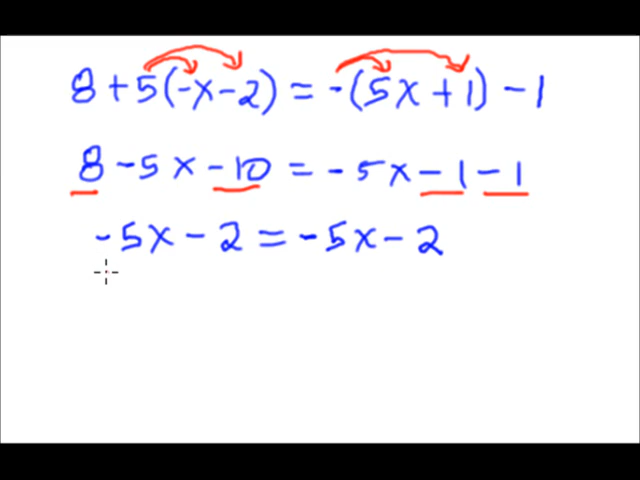 8 + 5(-x - 2) = -(5x + 1) - 1
8 - 5x - 10 = -5x - 1 - 1
-5x - 2 = -5x - 2